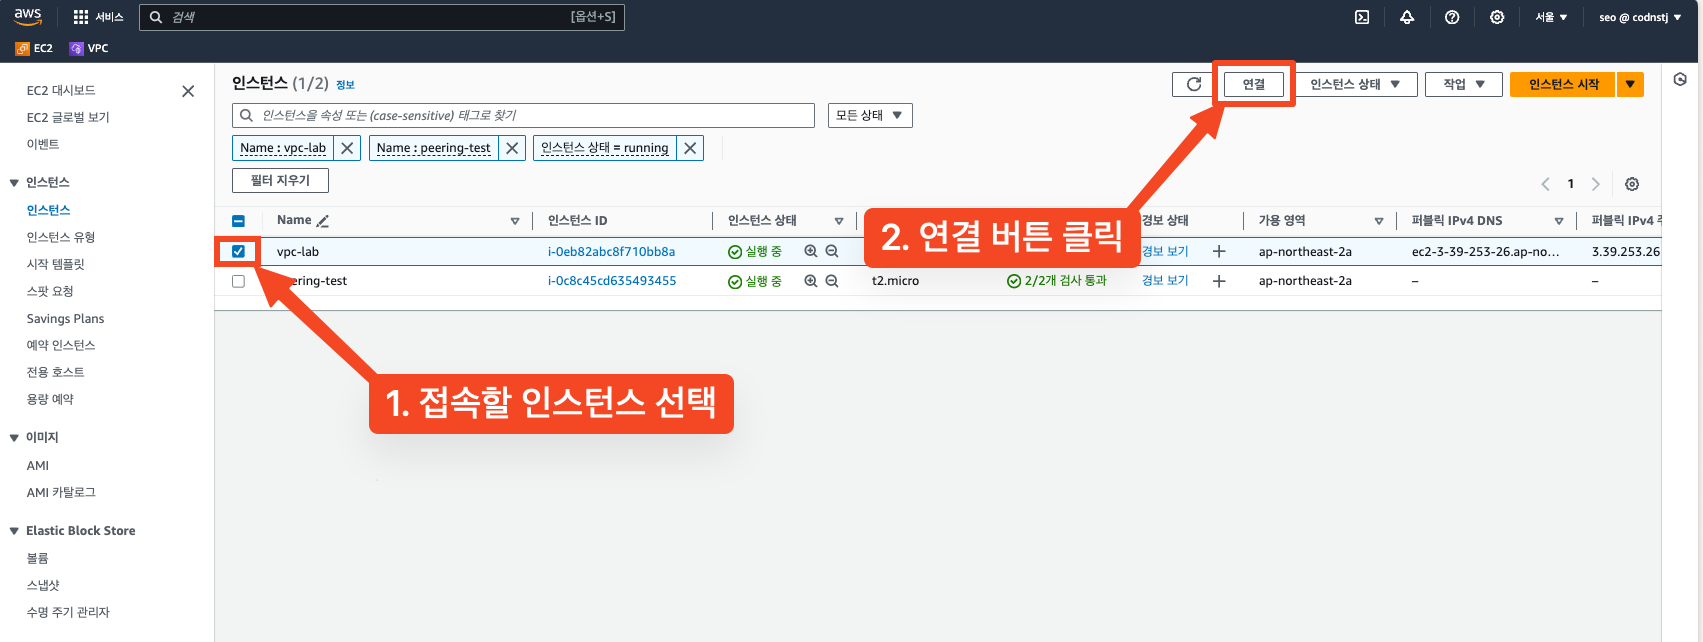 aws
서비스
검색
[옵션+S]
서울
seo @ codnstj
EC2
VPC
EC2 대시보드
EC2 글로벌 보기
이벤트
인스턴스
인스턴스
인스턴스 유형
시작 템플릿
스팟 요청
Savings Plans
예약 인스턴스
전용 호스트
용량 예약
이미지
AMI
AMI 카탈로그
Elastic Block Store
볼륨
스냅샷
수명 주기 관리자
인스턴스 (1/2) 정보
연결
인스턴스 상태
작업
인스턴스 시작
인스턴스을 속성 또는 (case-sensitive) 태그로 찾기
모든 상태
Name : vpc-lab
Name : peering-test
인스턴스 상태 = running
필터 지우기
1
Name 인스턴스 ID 인스턴스 상태 경보 상태 가용 영역 퍼블릭 IPv4 DNS 퍼블릭 IPv4
vpc-lab i-0eb82abc8f710bb8a 실행 중 경보 보기 ap-northeast-2a ec2-3-39-253-26.ap-no... 3.39.253.26
ering-test i-0c8c45cd635493455 실행 중 t2.micro 2/2개 검사 통과 경보 보기 ap-northeast-2a – –
1. 접속할 인스턴스 선택
2. 연결 버튼 클릭